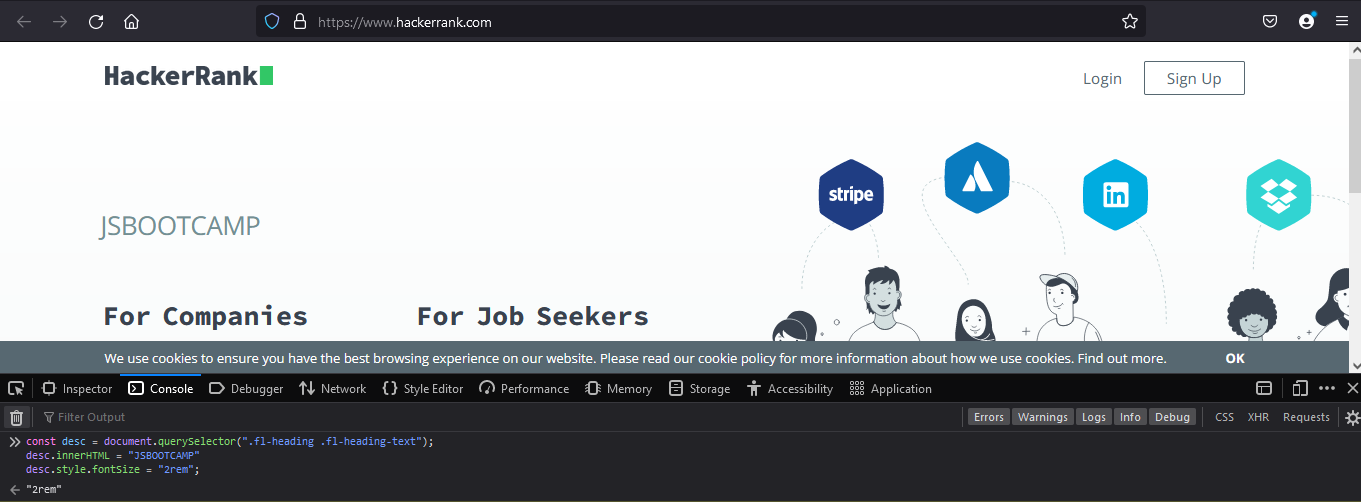 https://www.hackerrank.com
HackerRank
Login
Sign Up
stripe
in
JSBOOTCAMP
For Companies
For Job Seekers
We use cookies to ensure you have the best browsing experience on our website. Please read our cookie policy for more information about how we use cookies. Find out more.
OK
Inspector Console Debugger Network {} Style Editor Performance Memory Storage Accessibility Application
Filter Output
Errors Warnings Logs Info Debug CSS XHR Requests
const desc = document.querySelector(".fl-heading .fl-heading-text");
desc.innerHTML = "JSBOOTCAMP"
desc.style.fontSize = "2rem";
"2rem"